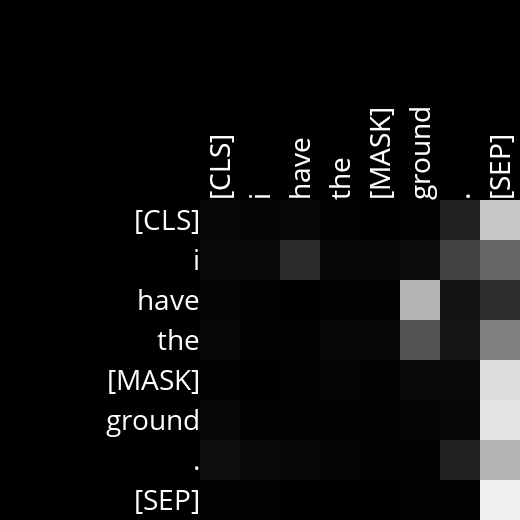 [CLS] i have the [MASK] ground . [SEP]
[CLS]
i
have
the
[MASK]
ground
.
[SEP]